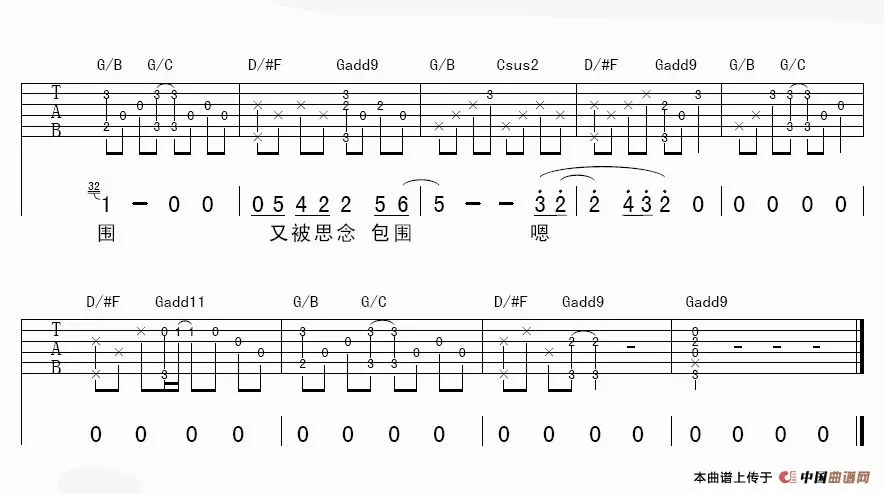 G/B G/C D/#F Gadd9 G/B Csus2 D/#F Gadd9 G/B G/C
T
A
B
32
1 - 0 0 0 5 4 2 2 5 6 5 - - 3 2 2 4 3 2 0 0 0 0 0
围 又被思念 包围 嗯
D/#F Gadd11 G/B G/C D/#F Gadd9 Gadd9
T
A
B
0 0 0 0 0 0 0 0 0 0 0 0 0 0 0 0
本曲谱上传于 中国曲谱网